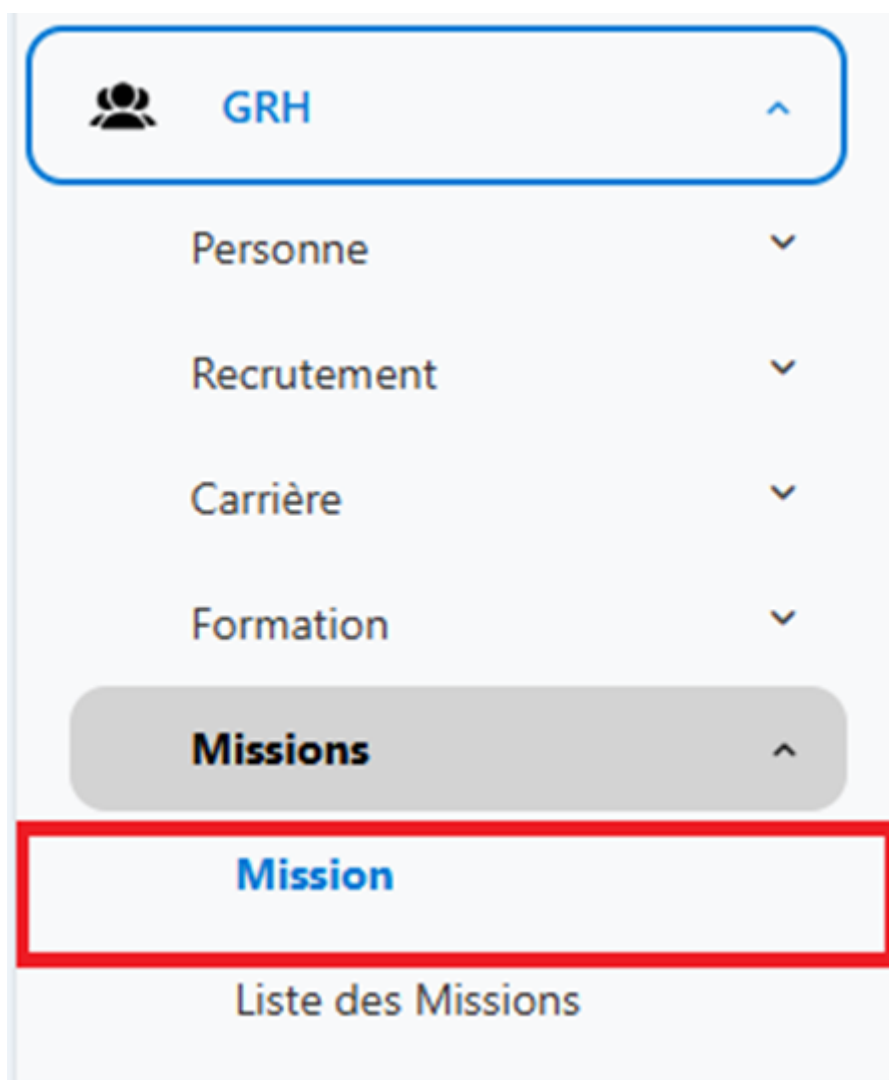 GRH
Personne
Recrutement
Carrière
Formation
Missions
Mission
Liste des Missions